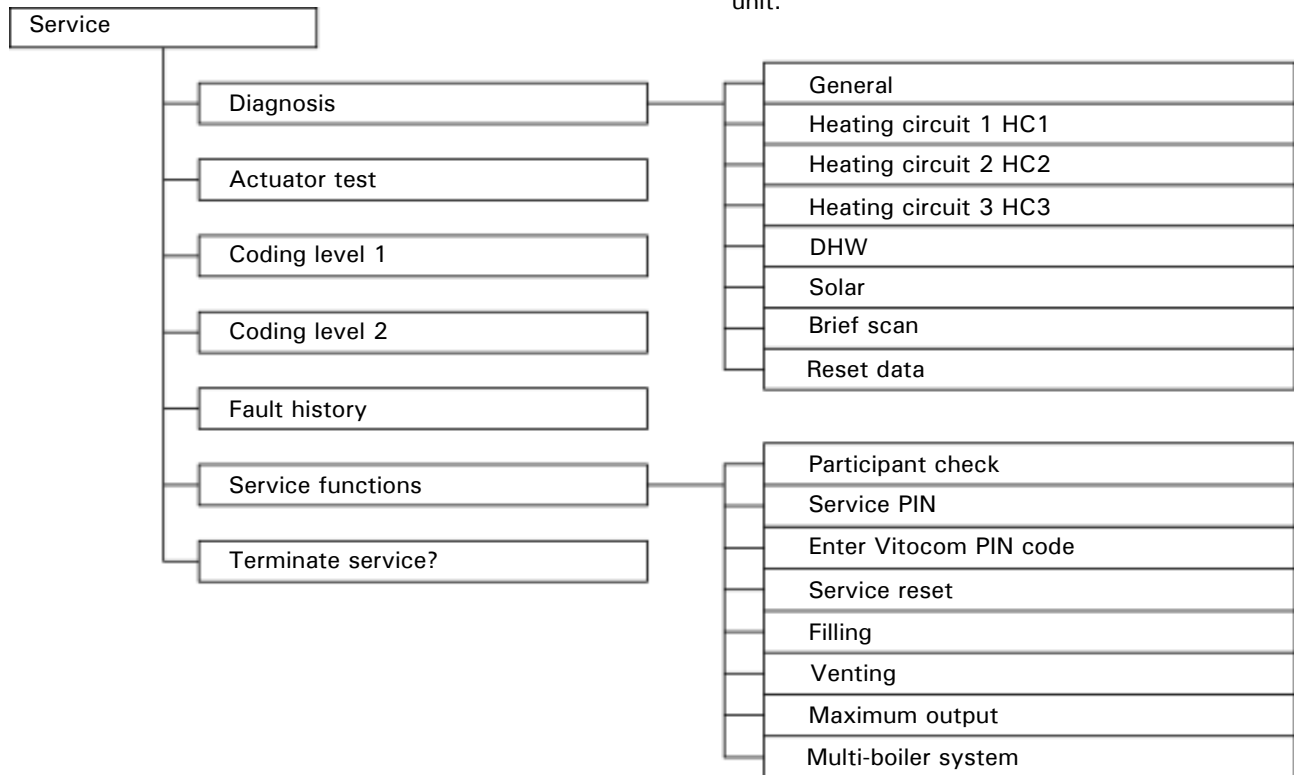 unit.
Service
Diagnosis
General
Heating circuit 1 HC1
Heating circuit 2 HC2
Heating circuit 3 HC3
DHW
Solar
Brief scan
Reset data
Actuator test
Coding level 1
Coding level 2
Fault history
Service functions
Participant check
Service PIN
Enter Vitocom PIN code
Service reset
Filling
Venting
Maximum output
Multi-boiler system
Terminate service?